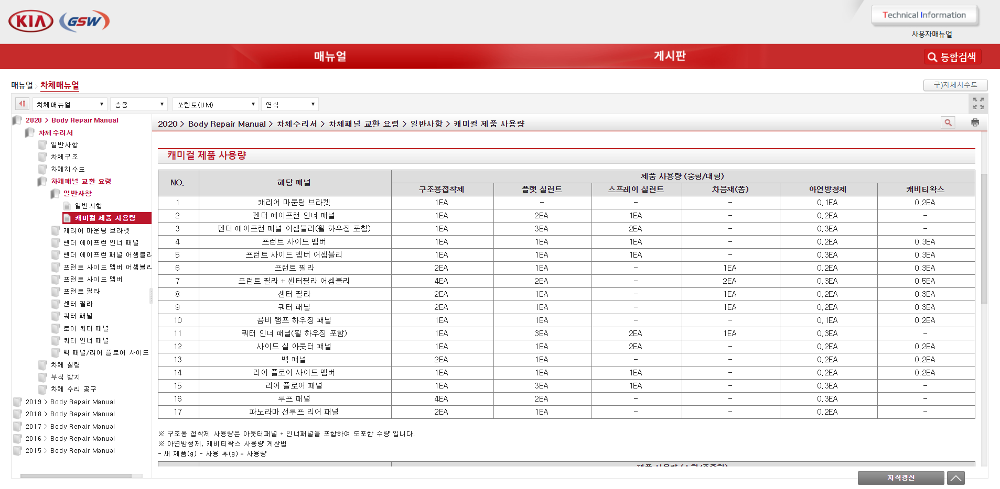 KIA GSW
Technical Information
사용자매뉴얼
매뉴얼 게시판 통합검색
매뉴얼 > 차체매뉴얼
구)차체치수도
차체매뉴얼 ▼ 승용 ▼ 쏘렌토(UM) ▼ 연식 ▼
2020 > Body Repair Manual
차체수리서
일반사항
차체구조
차체치수도
차체패널 교환 요령
일반사항
일반사항
캐미컬 제품 사용량
캐리어 마운팅 브라켓
펜더 에이프런 인너 패널
펜더 에이프런 패널 어셈블리
프런트 사이드 멤버 어셈블리
프런트 사이드 멤버
프런트 필라
센터 필라
쿼터 패널
로어 쿼터 패널
쿼터 인너 패널
백 패널/리어 플로어 사이드
차체 실링
부식 방지
차체 수리 공구
2019 > Body Repair Manual
2018 > Body Repair Manual
2017 > Body Repair Manual
2016 > Body Repair Manual
2015 > Body Repair Manual
2020 > Body Repair Manual > 차체수리서 > 차체패널 교환 요령 > 일반사항 > 캐미컬 제품 사용량
캐미컬 제품 사용량
NO. 해당 패널 제품 사용량 (중형/대형)
구조용접착제 플랫 실런트 스프레이 실런트 차음재(폼) 아연방청제 캐비티왁스
1 캐리어 마운팅 브라켓 1EA - - - 0.1EA 0.2EA
2 펜더 에이프런 인너 패널 1EA 2EA 1EA - 0.2EA -
3 펜더 에이프런 패널 어셈블리(휠 하우징 포함) 1EA 3EA 2EA - 0.3EA -
4 프런트 사이드 멤버 1EA 1EA 1EA - 0.2EA 0.3EA
5 프런트 사이드 멤버 어셈블리 1EA 1EA 1EA - 0.3EA 0.3EA
6 프런트 필라 2EA 1EA - 1EA 0.2EA 0.3EA
7 프런트 필라 + 센터필라 어셈블리 4EA 2EA - 2EA 0.3EA 0.5EA
8 센터 필라 2EA 1EA - 1EA 0.2EA 0.3EA
9 쿼터 패널 2EA 1EA - 1EA 0.2EA 0.3EA
10 콤비 램프 하우징 패널 1EA 1EA - - 0.1EA 0.2EA
11 쿼터 인너 패널(휠 하우징 포함) 1EA 3EA 2EA 1EA 0.3EA -
12 사이드 실 아웃터 패널 1EA 1EA 2EA - 0.2EA 0.2EA
13 백 패널 2EA 1EA - - 0.2EA 0.2EA
14 리어 플로어 사이드 멤버 1EA 1EA 1EA - 0.2EA 0.2EA
15 리어 플로어 패널 1EA 3EA 1EA - 0.3EA -
16 루프 패널 4EA 2EA - - 0.3EA -
17 파노라마 선루프 리어 패널 2EA 1EA - - 0.2EA -
※ 구조용 접착제 사용량은 아웃터패널 + 인너패널을 포함하여 도포한 수량 입니다.
※ 아연방청제, 캐비티왁스 사용량 계산법
- 새 제품(g) - 사용 후(g) = 사용량
제품 사용량
지식갱신